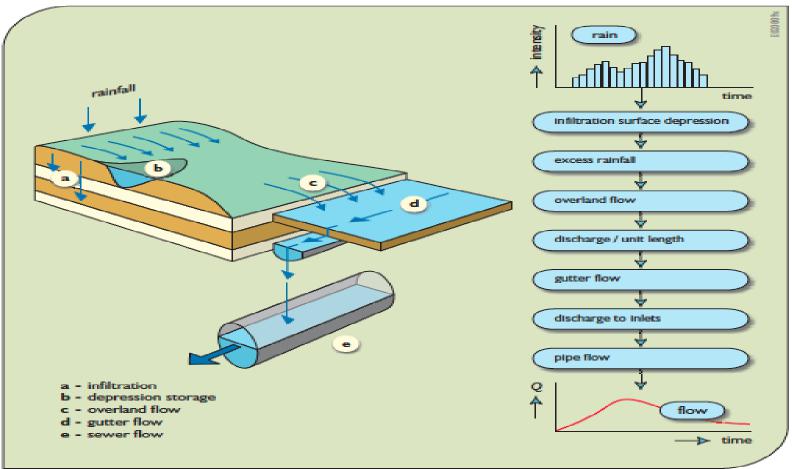 rainfall
a
b
c
d
e
a - infiltration
b - depression storage
c - overland flow
d - gutter flow
e - sewer flow
intensity
rain
time
infiltration surface depression
excess rainfall
overland flow
discharge / unit length
gutter flow
discharge to inlets
pipe flow
Q
flow
time